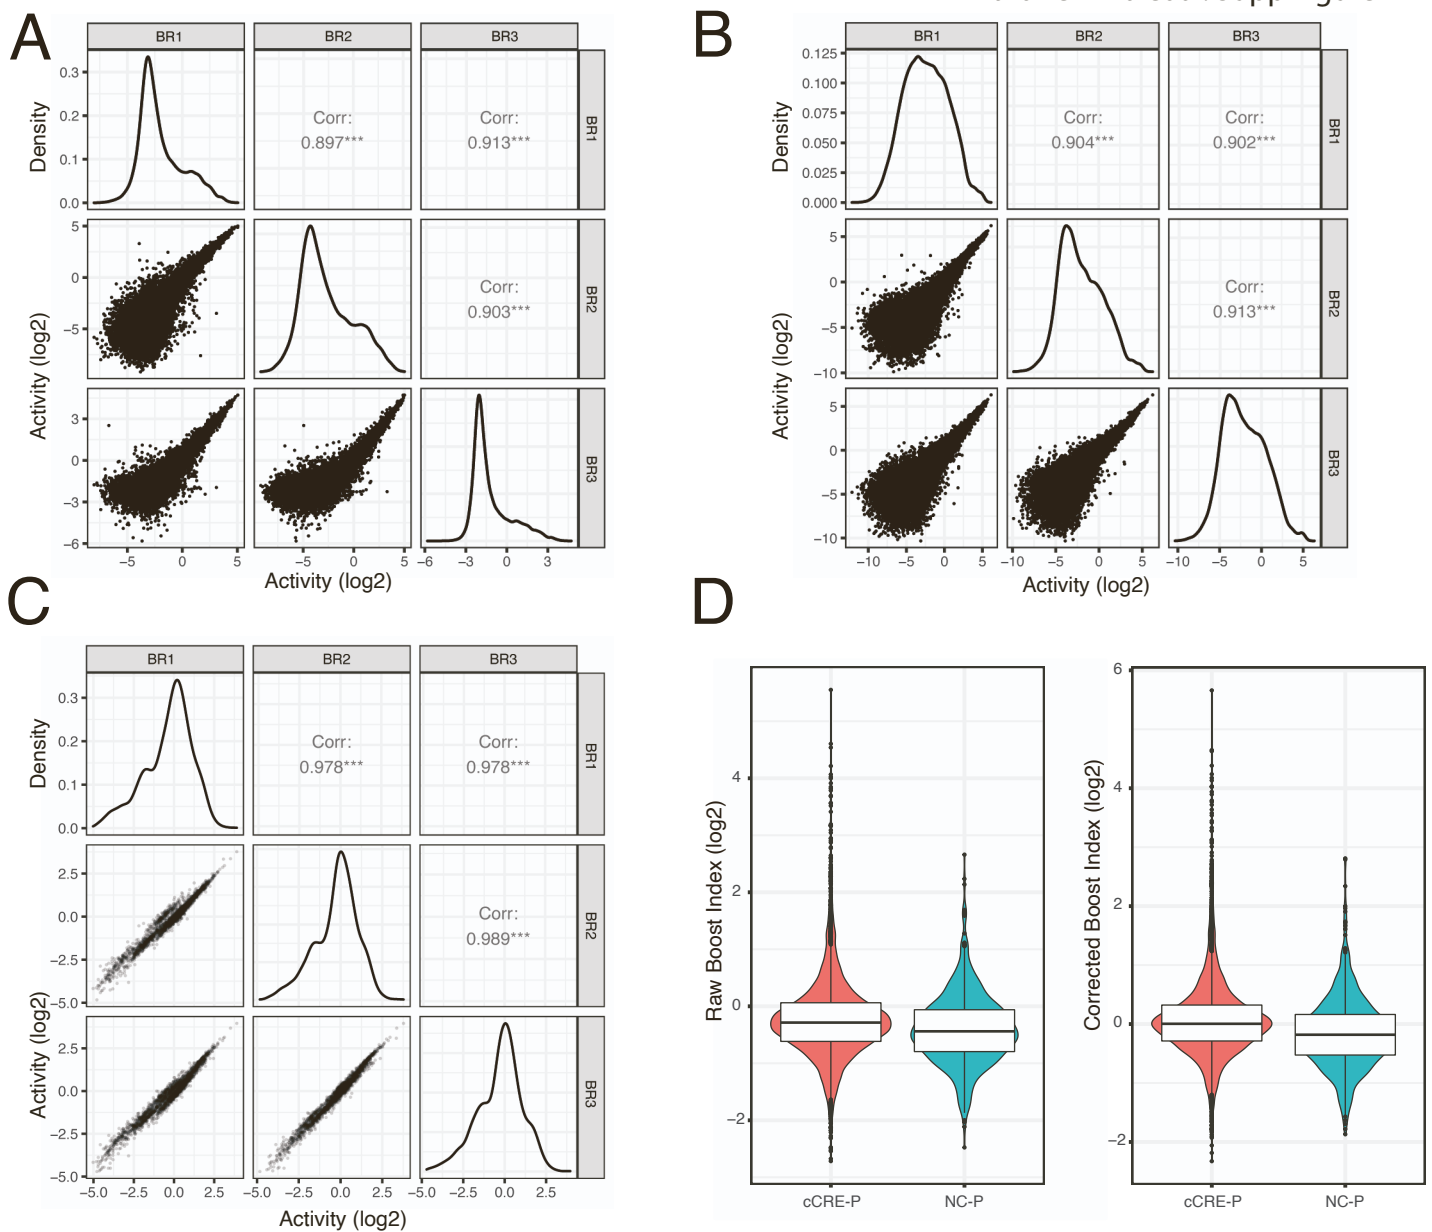 A
BR1
BR2
BR3
0.3
0.2
0.1
0.0
Density
Corr:
0.897***
Corr:
0.913***
BR1
5
0
−5
Corr:
0.903***
BR2
Activity (log2)
3
0
−3
−6
BR3
−5
0
5
−5
0
5
−6
−3
0
3
Activity (log2)
B
BR1
BR2
BR3
0.125
0.100
0.075
0.050
0.025
0.000
Density
Corr:
0.904***
Corr:
0.902***
BR1
5
0
−5
−10
Corr:
0.913***
BR2
Activity (log2)
5
0
−5
−10
BR3
−10
−5
0
5
−10
−5
0
5
−10
−5
0
5
Activity (log2)
C
BR1
BR2
BR3
0.3
0.2
0.1
0.0
Density
Corr:
0.978***
Corr:
0.978***
BR1
2.5
0.0
−2.5
−5.0
Corr:
0.989***
BR2
Activity (log2)
2.5
0.0
−2.5
−5.0
BR3
−5.0
−2.5
0.0
2.5
−5.0
−2.5
0.0
2.5
−5.0
−2.5
0.0
2.5
Activity (log2)
D
Raw Boost Index (log2)
4
2
0
−2
cCRE-P
NC-P
Corrected Boost Index (log2)
6
4
2
0
−2
cCRE-P
NC-P